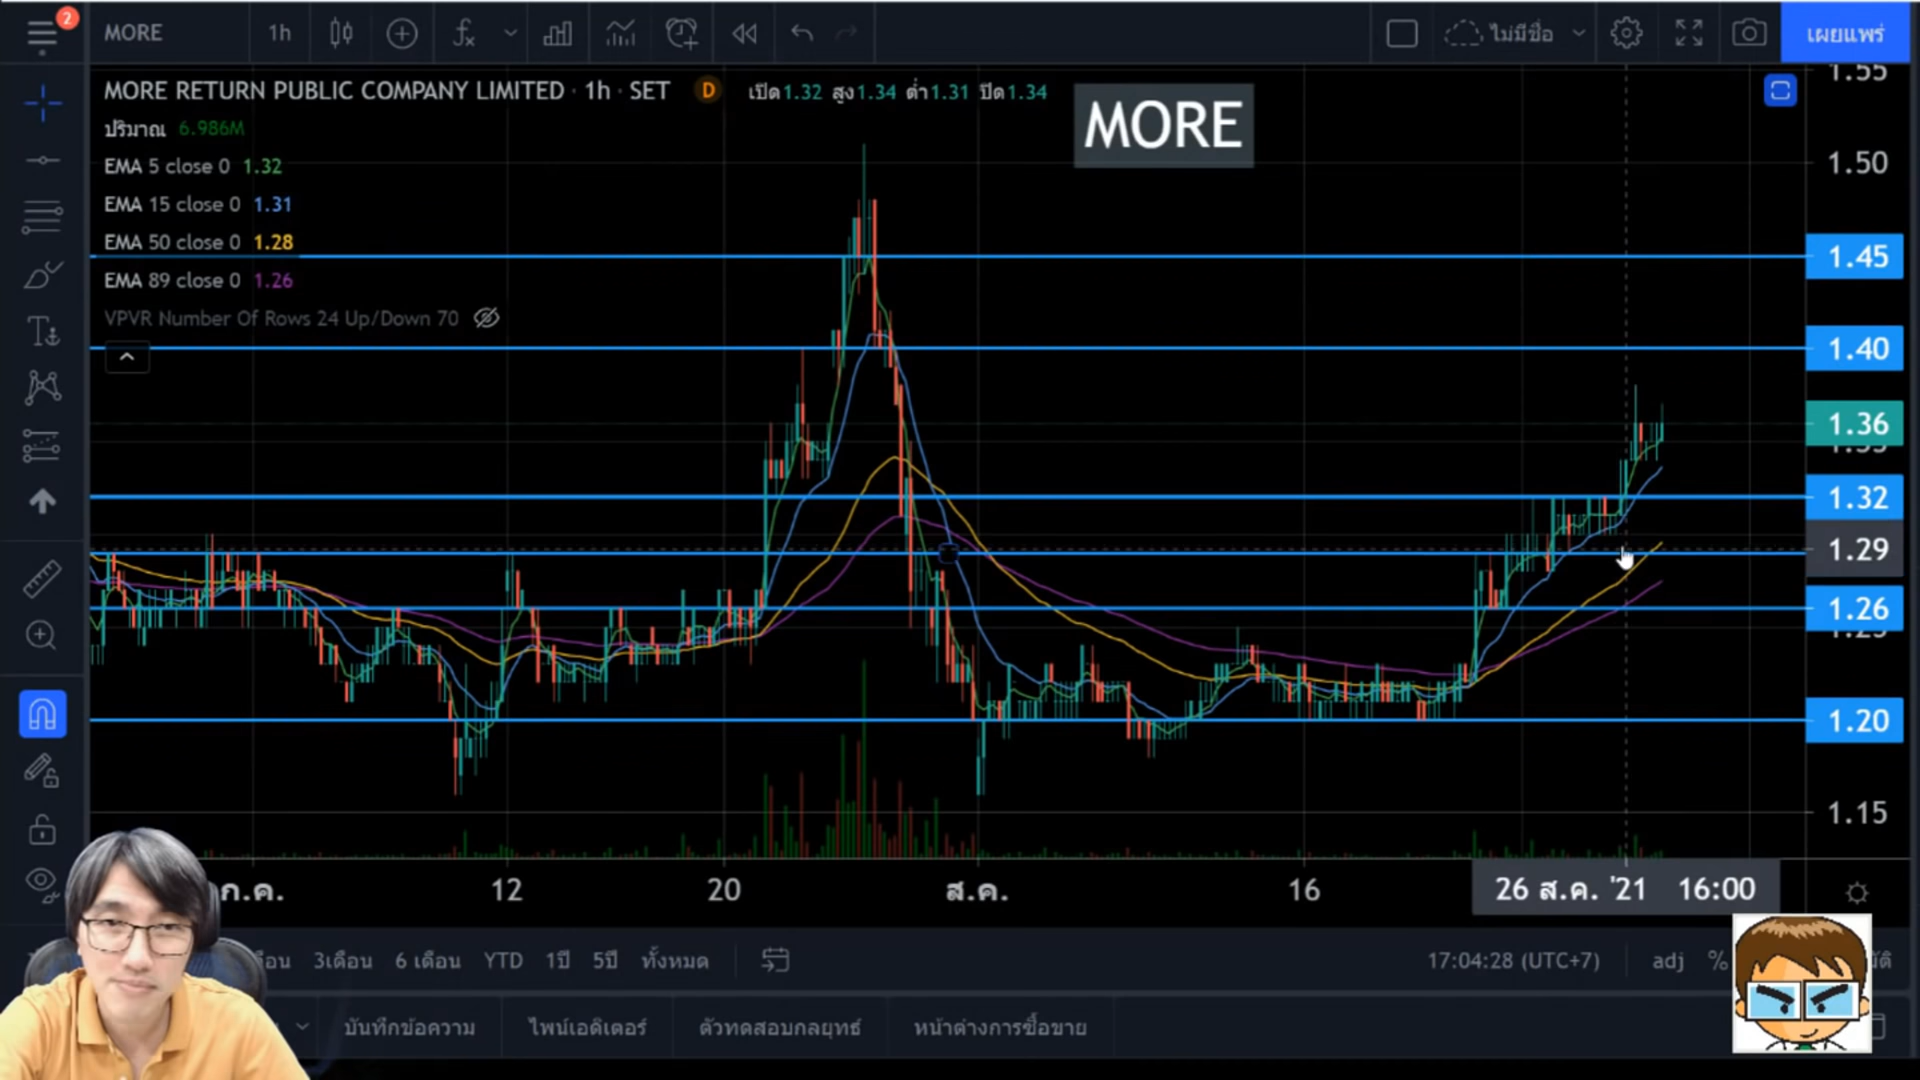 2
MORE
1h
ไม่มีชื่อ
เผยแพร่
MORE RETURN PUBLIC COMPANY LIMITED · 1h · SET D เปิด1.32 สูง1.34 ต่ำ1.31 ปิด1.34
ปริมาณ 6.986M
EMA 5 close 0 1.32
EMA 15 close 0 1.31
EMA 50 close 0 1.28
EMA 89 close 0 1.26
VPVR Number Of Rows 24 Up/Down 70
MORE
1.55
1.50
1.45
1.40
1.36
1.32
1.29
1.26
1.20
1.15
ก.ค. 12 20 ส.ค. 16 26 ส.ค. '21 16:00
3เดือน 6 เดือน YTD 1ปี 5ปี ทั้งหมด 17:04:28 (UTC+7) adj %
บันทึกข้อความ ไพน์เอดิเตอร์ ตัวทดสอบกลยุทธ์ หน้าต่างการซื้อขาย